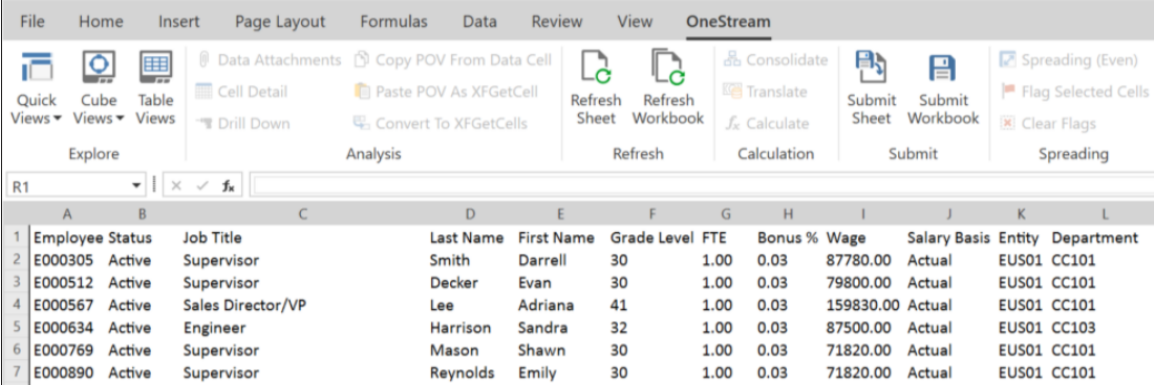 File Home Insert Page Layout Formulas Data Review View OneStream
Quick Views
Cube Views
Table Views
Explore
Data Attachments
Cell Detail
Drill Down
Copy POV From Data Cell
Paste POV As XFGetCell
Convert To XFGetCells
Analysis
Refresh Sheet
Refresh Workbook
Refresh
Consolidate
Translate
Calculate
Calculation
Submit Sheet
Submit Workbook
Submit
Spreading (Even)
Flag Selected Cells
Clear Flags
Spreading
R1 fx
A B C D E F G H I J K L
1 Employee Status Job Title Last Name First Name Grade Level FTE Bonus % Wage Salary Basis Entity Department
2 E000305 Active Supervisor Smith Darrell 30 1.00 0.03 87780.00 Actual EUS01 CC101
3 E000512 Active Supervisor Decker Evan 30 1.00 0.03 79800.00 Actual EUS01 CC101
4 E000567 Active Sales Director/VP Lee Adriana 41 1.00 0.03 159830.00 Actual EUS01 CC101
5 E000634 Active Engineer Harrison Sandra 32 1.00 0.03 87500.00 Actual EUS01 CC103
6 E000769 Active Supervisor Mason Shawn 30 1.00 0.03 71820.00 Actual EUS01 CC101
7 E000890 Active Supervisor Reynolds Emily 30 1.00 0.03 71820.00 Actual EUS01 CC101